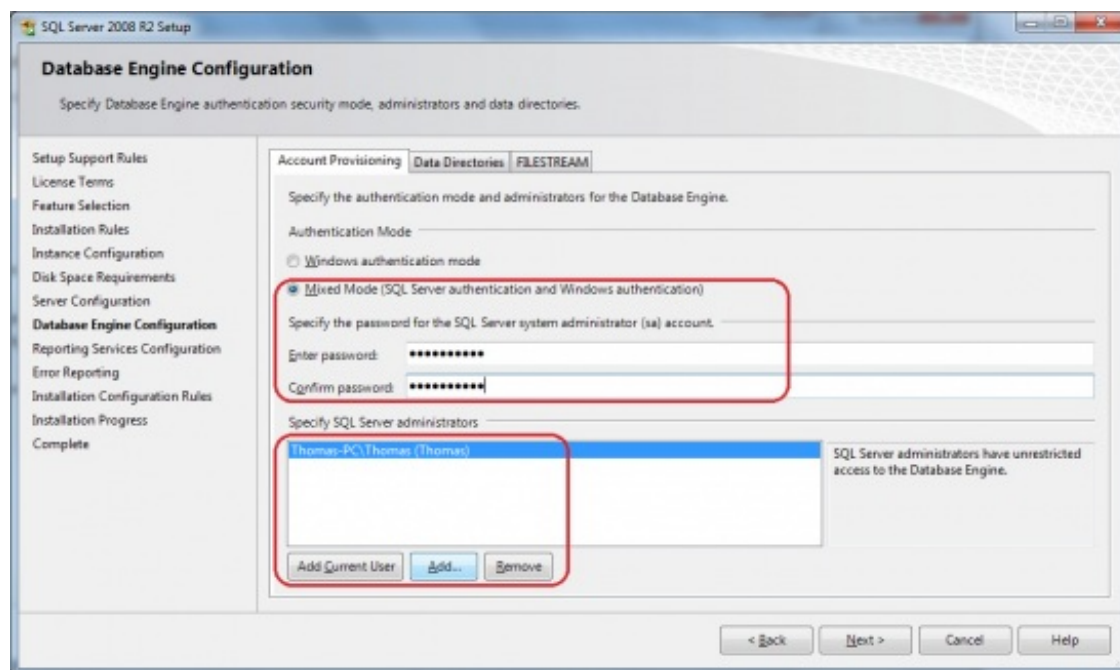 SQL Server 2008 R2 Setup
Database Engine Configuration
Specify Database Engine authentication security mode, administrators and data directories.
Setup Support Rules
License Terms
Feature Selection
Installation Rules
Instance Configuration
Disk Space Requirements
Server Configuration
Database Engine Configuration
Reporting Services Configuration
Error Reporting
Installation Configuration Rules
Installation Progress
Complete
Account Provisioning Data Directories FILESTREAM
Specify the authentication mode and administrators for the Database Engine.
Authentication Mode
Windows authentication mode
Mixed Mode (SQL Server authentication and Windows authentication)
Specify the password for the SQL Server system administrator (sa) account.
Enter password: ••••••••••
Confirm password: ••••••••••
Specify SQL Server administrators
Thomas-PC\Thomas (Thomas)
SQL Server administrators have unrestricted
access to the Database Engine.
Add Current User Add... Remove
< Back Next > Cancel Help